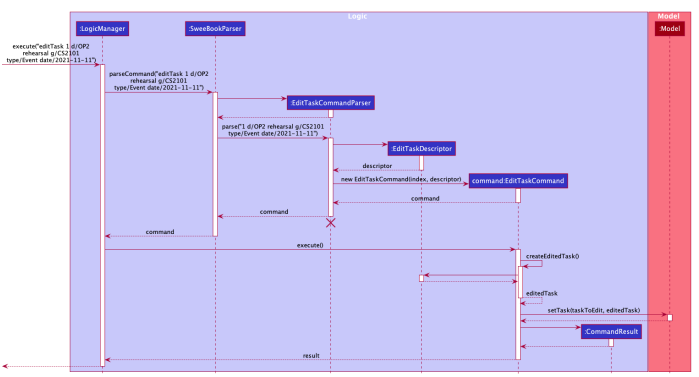 Logic
Model
:LogicManager
:SweeBookParser
:Model
execute("editTask 1 d/OP2
rehearsal g/CS2101
type/Event date/2021-11-11")
parseCommand("editTask 1 d/OP2
rehearsal g/CS2101
type/Event date/2021-11-11")
:EditTaskCommandParser
parse("1 d/OP2 rehearsal g/CS2101
type/Event date/2021-11-11")
:EditTaskDescriptor
descriptor
new EditTaskCommand(index, descriptor)
command:EditTaskCommand
command
command
command
execute()
createEditedTask()
editedTask
setTask(taskToEdit, editedTask)
:CommandResult
result